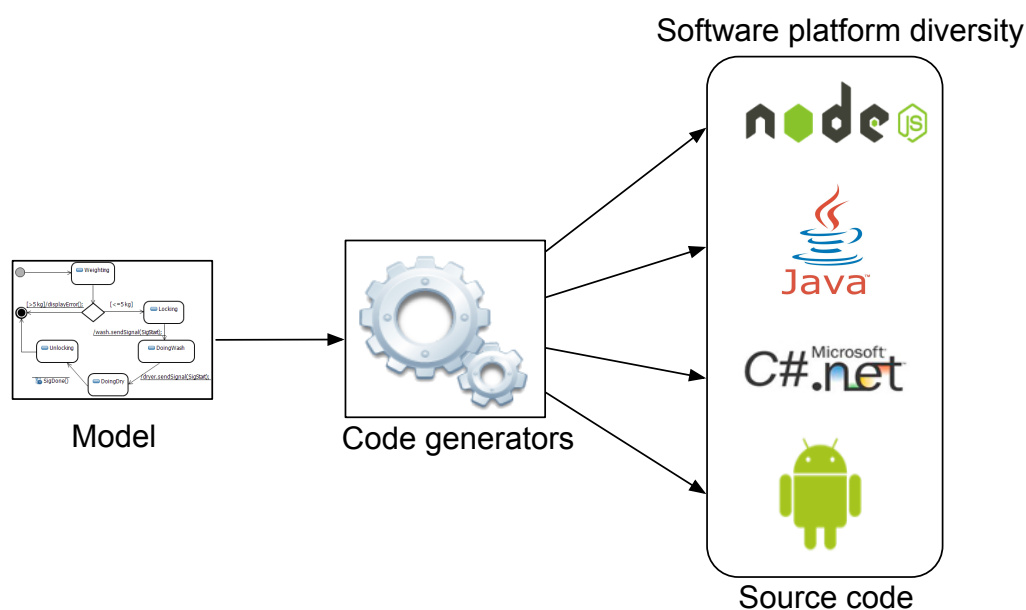 Software platform diversity
node
JS
Java™
Microsoft
C#.net
Weighting
[>5kg]/displayError();
[<=5kg]
Locking
/wash.sendSignal(SigStat);
Unlocking
DoingWash
SigDone()
DoingDry
/dryer.sendSignal(SigStat);
Model
Code generators
Source code